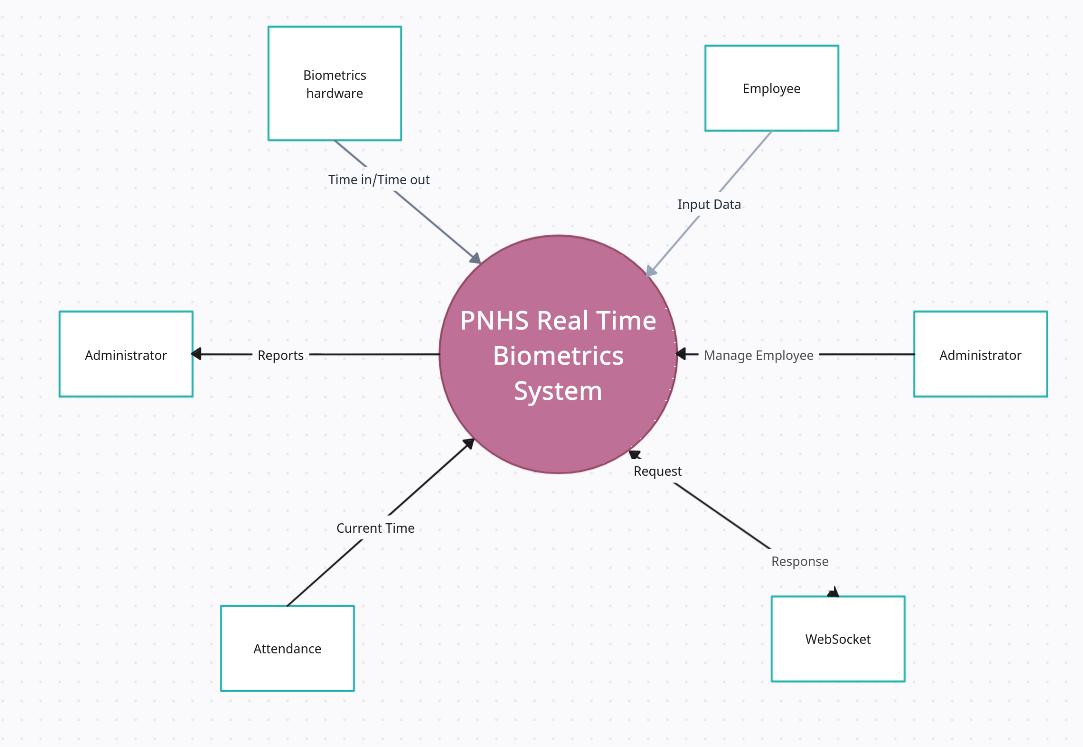 Biometrics
hardware
Employee
Time in/Time out
Input Data
PNHS Real Time
Biometrics
System
Administrator
Reports
Manage Employee
Administrator
Request
Current Time
Response
Attendance
WebSocket